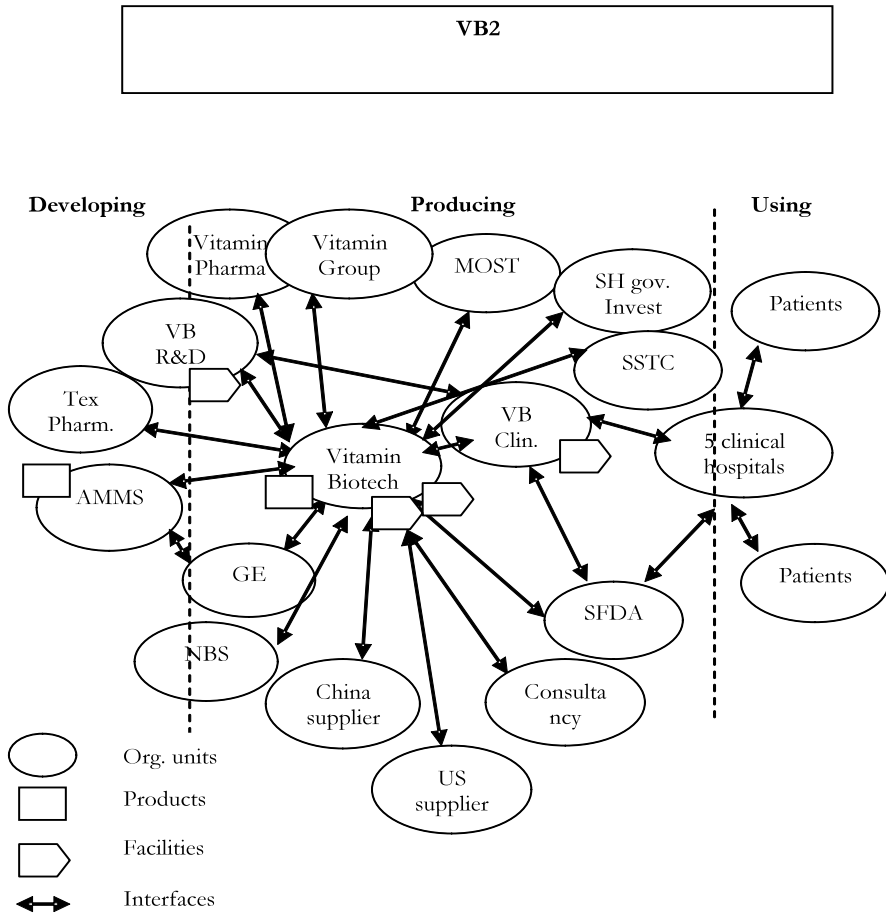 VB2
Developing
Producing
Using
Vitamin
Pharma
Vitamin
Group
MOST
SH gov.
Invest
Patients
VB
R&D
SSTC
Tex
Pharm.
VB
Clin.
Vitamin
Biotech
5 clinical
hospitals
AMMS
GE
Patients
SFDA
NBS
China
supplier
Consulta
ncy
US
supplier
Org. units
Products
Facilities
Interfaces